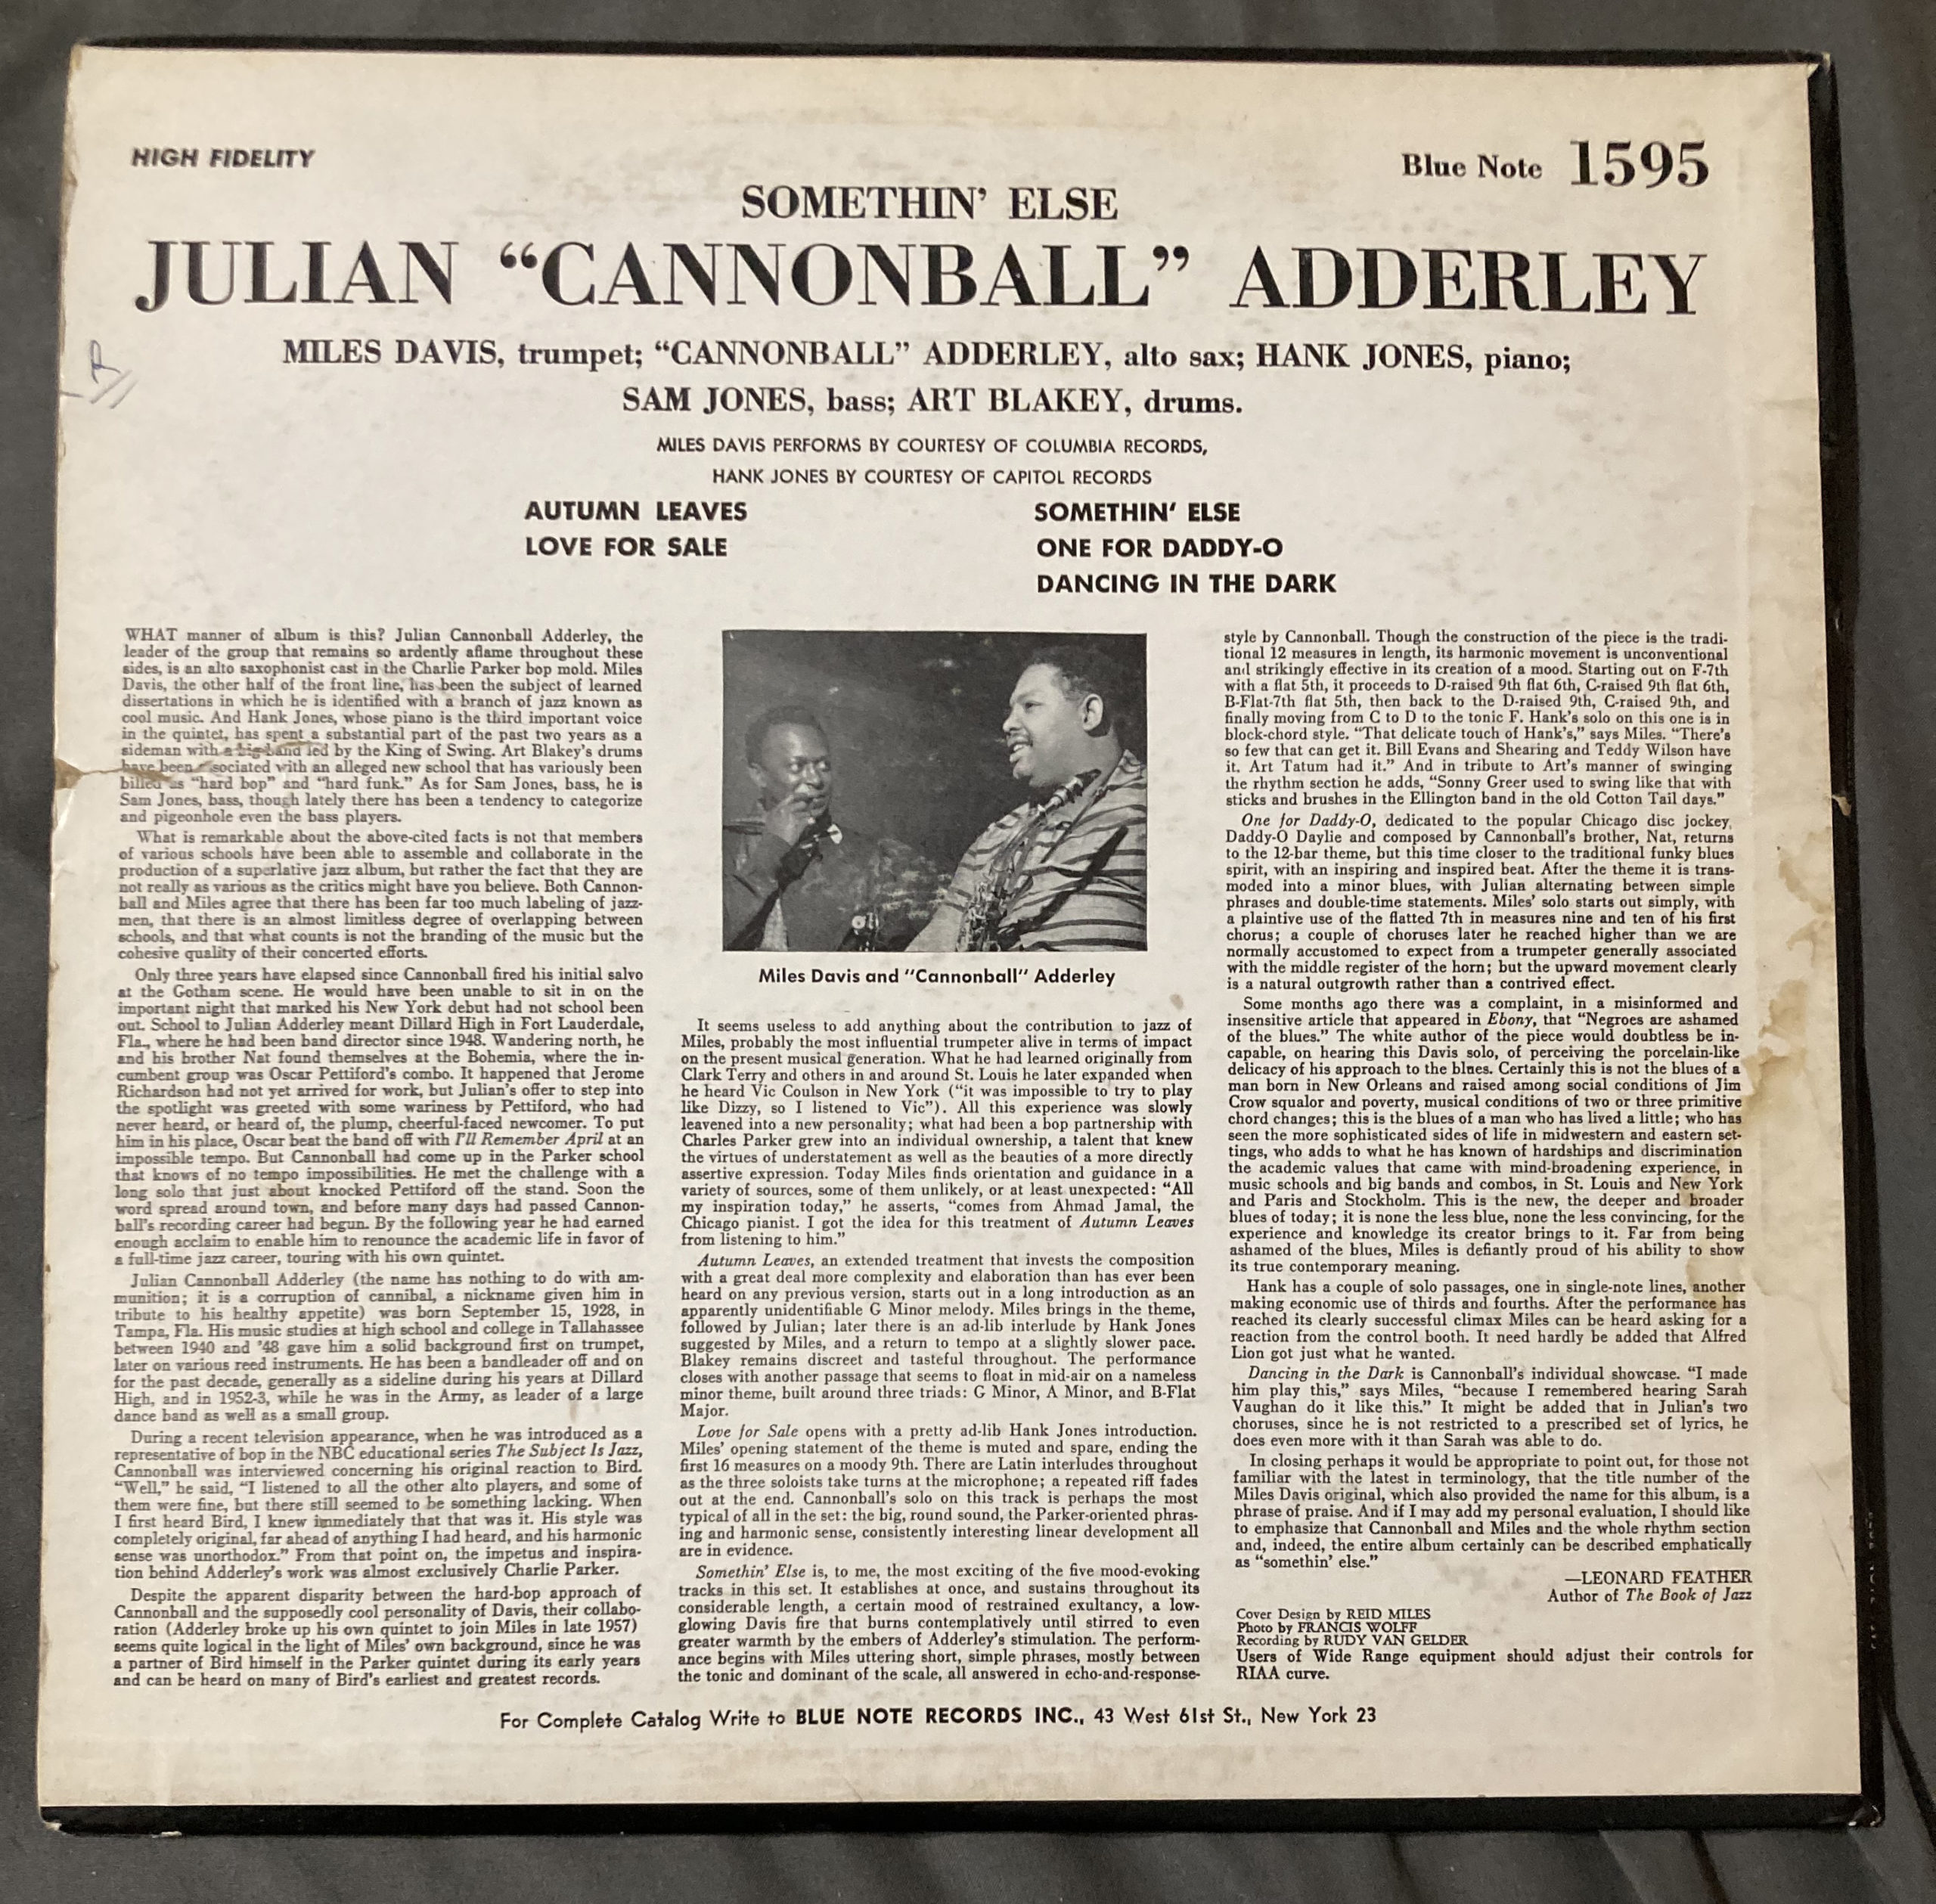 HIGH FIDELITY
Blue Note 1595
SOMETHIN' ELSE
JULIAN “CANNONBALL” ADDERLEY
MILES DAVIS, trumpet; “CANNONBALL” ADDERLEY, alto sax; HANK JONES, piano;
SAM JONES, bass; ART BLAKEY, drums.
MILES DAVIS PERFORMS BY COURTESY OF COLUMBIA RECORDS,
HANK JONES BY COURTESY OF CAPITOL RECORDS
AUTUMN LEAVES
LOVE FOR SALE
SOMETHIN' ELSE
ONE FOR DADDY-O
DANCING IN THE DARK
WHAT manner of album is this? Julian Cannonball Adderley, the
leader of the group that remains so ardently aflame throughout these
sides, is an alto saxophonist cast in the Charlie Parker bop mold. Miles
Davis, the other half of the front line, has been the subject of learned
dissertations in which he is identified with a branch of jazz known as
cool music. And Hank Jones, whose piano is the third important voice
in the quintet, has spent a substantial part of the past two years as a
sideman with a big band led by the King of Swing. Art Blakey's drums
have been sociated with an alleged new school that has variously been
billed as “hard bop” and “hard funk.” As for Sam Jones, bass, he is
Sam Jones, bass, though lately there has been a tendency to categorize
and pigeonhole even the bass players.
What is remarkable about the above-cited facts is not that members
of various schools have been able to assemble and collaborate in the
production of a superlative jazz album, but rather the fact that they are
not really as various as the critics might have you believe. Both Cannon-
ball and Miles agree that there has been far too much labeling of jazz-
men, that there is an almost limitless degree of overlapping between
schools, and that what counts is not the branding of the music but the
cohesive quality of their concerted efforts.
Only three years have elapsed since Cannonball fired his initial salvo
at the Gotham scene. He would have been unable to sit in on the
important night that marked his New York debut had not school been
out. School to Julian Adderley meant Dillard High in Fort Lauderdale,
Fla., where he had been band director since 1948. Wandering north, he
and his brother Nat found themselves at the Bohemia, where the in-
cumbent group was Oscar Pettiford's combo. It happened that Jerome
Richardson had not yet arrived for work, but Julian's offer to step into
the spotlight was greeted with some wariness by Pettiford, who had
never heard, or heard of, the plump, cheerful-faced newcomer. To put
him in his place, Oscar beat the band off with I'll Remember April at an
impossible tempo. But Cannonball had come up in the Parker school
that knows of no tempo impossibilities. He met the challenge with a
long solo that just about knocked Pettiford off the stand. Soon the
word spread around town, and before many days had passed Cannon-
ball's recording career had begun. By the following year he had earned
enough acclaim to enable him to renounce the academic life in favor of
a full-time jazz career, touring with his own quintet.
Julian Cannonball Adderley (the name has nothing to do with am-
munition; it is a corruption of cannibal, a nickname given him in
tribute to his healthy appetite) was born September 15, 1928, in
Tampa, Fla. His music studies at high school and college in Tallahassee
between 1940 and '48 gave him a solid background first on trumpet,
later on various reed instruments. He has been a bandleader off and on
for the past decade, generally as a sideline during his years at Dillard
High, and in 1952-3, while he was in the Army, as leader of a large
dance band as well as a small group.
During a recent television appearance, when he was introduced as a
representative of bop in the NBC educational series The Subject Is Jazz,
Cannonball was interviewed concerning his original reaction to Bird.
“Well,” he said, “I listened to all the other alto players, and some of
them were fine, but there still seemed to be something lacking. When
I first heard Bird, I knew immediately that that was it. His style was
completely original, far ahead of anything I had heard, and his harmonic
sense was unorthodox.” From that point on, the impetus and inspira-
tion behind Adderley's work was almost exclusively Charlie Parker.
Despite the apparent disparity between the hard-bop approach of
Cannonball and the supposedly cool personality of Davis, their collabo-
ration (Adderley broke up his own quintet to join Miles in late 1957)
seems quite logical in the light of Miles' own background, since he was
a partner of Bird himself in the Parker quintet during its early years
and can be heard on many of Bird's earliest and greatest records.
Miles Davis and "Cannonball" Adderley
It seems useless to add anything about the contribution to jazz of
Miles, probably the most influential trumpeter alive in terms of impact
on the present musical generation. What he had learned originally from
Clark Terry and others in and around St. Louis he later expanded when
he heard Vic Coulson in New York (“it was impossible to try to play
like Dizzy, so I listened to Vic”). All this experience was slowly
leavened into a new personality; what had been a bop partnership with
Charles Parker grew into an individual ownership, a talent that knew
the virtues of understatement as well as the beauties of a more directly
assertive expression. Today Miles finds orientation and guidance in a
variety of sources, some of them unlikely, or at least unexpected: “All
my inspiration today,” he asserts, “comes from Ahmad Jamal, the
Chicago pianist. I got the idea for this treatment of Autumn Leaves
from listening to him.”
Autumn Leaves, an extended treatment that invests the composition
with a great deal more complexity and elaboration than has ever been
heard on any previous version, starts out in a long introduction as an
apparently unidentifiable G Minor melody. Miles brings in the theme,
followed by Julian; later there is an ad-lib interlude by Hank Jones
suggested by Miles, and a return to tempo at a slightly slower pace.
Blakey remains discreet and tasteful throughout. The performance
closes with another passage that seems to float in mid-air on a nameless
minor theme, built around three triads: G Minor, A Minor, and B-Flat
Major.
Love for Sale opens with a pretty ad-lib Hank Jones introduction.
Miles' opening statement of the theme is muted and spare, ending the
first 16 measures on a moody 9th. There are Latin interludes throughout
as the three soloists take turns at the microphone; a repeated riff fades
out at the end. Cannonball's solo on this track is perhaps the most
typical of all in the set: the big, round sound, the Parker-oriented phras-
ing and harmonic sense, consistently interesting linear development all
are in evidence.
Somethin' Else is, to me, the most exciting of the five mood-evoking
tracks in this set. It establishes at once, and sustains throughout its
considerable length, a certain mood of restrained exultancy, a low-
glowing Davis fire that burns contemplatively until stirred to even
greater warmth by the embers of Adderley's stimulation. The perform-
ance begins with Miles uttering short, simple phrases, mostly between
the tonic and dominant of the scale, all answered in echo-and-response-
style by Cannonball. Though the construction of the piece is the tradi-
tional 12 measures in length, its harmonic movement is unconventional
and strikingly effective in its creation of a mood. Starting out on F-7th
with a flat 5th, it proceeds to D-raised 9th flat 6th, C-raised 9th flat 6th,
B-Flat-7th flat 5th, then back to the D-raised 9th, C-raised 9th, and
finally moving from C to D to the tonic F. Hank's solo on this one is in
block-chord style. “That delicate touch of Hank's,” says Miles. “There's
so few that can get it. Bill Evans and Shearing and Teddy Wilson have
it. Art Tatum had it.” And in tribute to Art's manner of swinging
the rhythm section he adds, “Sonny Greer used to swing like that with
sticks and brushes in the Ellington band in the old Cotton Tail days.”
One for Daddy-O, dedicated to the popular Chicago disc jockey,
Daddy-O Daylie and composed by Cannonball's brother, Nat, returns
to the 12-bar theme, but this time closer to the traditional funky blues
spirit, with an inspiring and inspired beat. After the theme it is trans-
moded into a minor blues, with Julian alternating between simple
phrases and double-time statements. Miles' solo starts out simply, with
a plaintive use of the flatted 7th in measures nine and ten of his first
chorus; a couple of choruses later he reached higher than we are
normally accustomed to expect from a trumpeter generally associated
with the middle register of the horn; but the upward movement clearly
is a natural outgrowth rather than a contrived effect.
Some months ago there was a complaint, in a misinformed and
insensitive article that appeared in Ebony, that “Negroes are ashamed
of the blues.” The white author of the piece would doubtless be in-
capable, on hearing this Davis solo, of perceiving the porcelain-like
delicacy of his approach to the blues. Certainly this is not the blues of a
man born in New Orleans and raised among social conditions of Jim
Crow squalor and poverty, musical conditions of two or three primitive
chord changes; this is the blues of a man who has lived a little; who has
seen the more sophisticated sides of life in midwestern and eastern set-
tings, who adds to what he has known of hardships and discrimination
the academic values that came with mind-broadening experience, in
music schools and big bands and combos, in St. Louis and New York
and Paris and Stockholm. This is the new, the deeper and broader
blues of today; it is none the less blue, none the less convincing, for the
experience and knowledge its creator brings to it. Far from being
ashamed of the blues, Miles is defiantly proud of his ability to show
its true contemporary meaning.
Hank has a couple of solo passages, one in single-note lines, another
making economic use of thirds and fourths. After the performance has
reached its clearly successful climax Miles can be heard asking for a
reaction from the control booth. It need hardly be added that Alfred
Lion got just what he wanted.
Dancing in the Dark is Cannonball's individual showcase. “I made
him play this,” says Miles, “because I remembered hearing Sarah
Vaughan do it like this.” It might be added that in Julian's two
choruses, since he is not restricted to a prescribed set of lyrics, he
does even more with it than Sarah was able to do.
In closing perhaps it would be appropriate to point out, for those not
familiar with the latest in terminology, that the title number of the
Miles Davis original, which also provided the name for this album, is a
phrase of praise. And if I may add my personal evaluation, I should like
to emphasize that Cannonball and Miles and the whole rhythm section
and, indeed, the entire album certainly can be described emphatically
as “somethin' else.”
—LEONARD FEATHER
Author of The Book of Jazz
Cover Design by REID MILES
Photo by FRANCIS WOLFF
Recording by RUDY VAN GELDER
Users of Wide Range equipment should adjust their controls for
RIAA curve.
For Complete Catalog Write to BLUE NOTE RECORDS INC., 43 West 61st St., New York 23